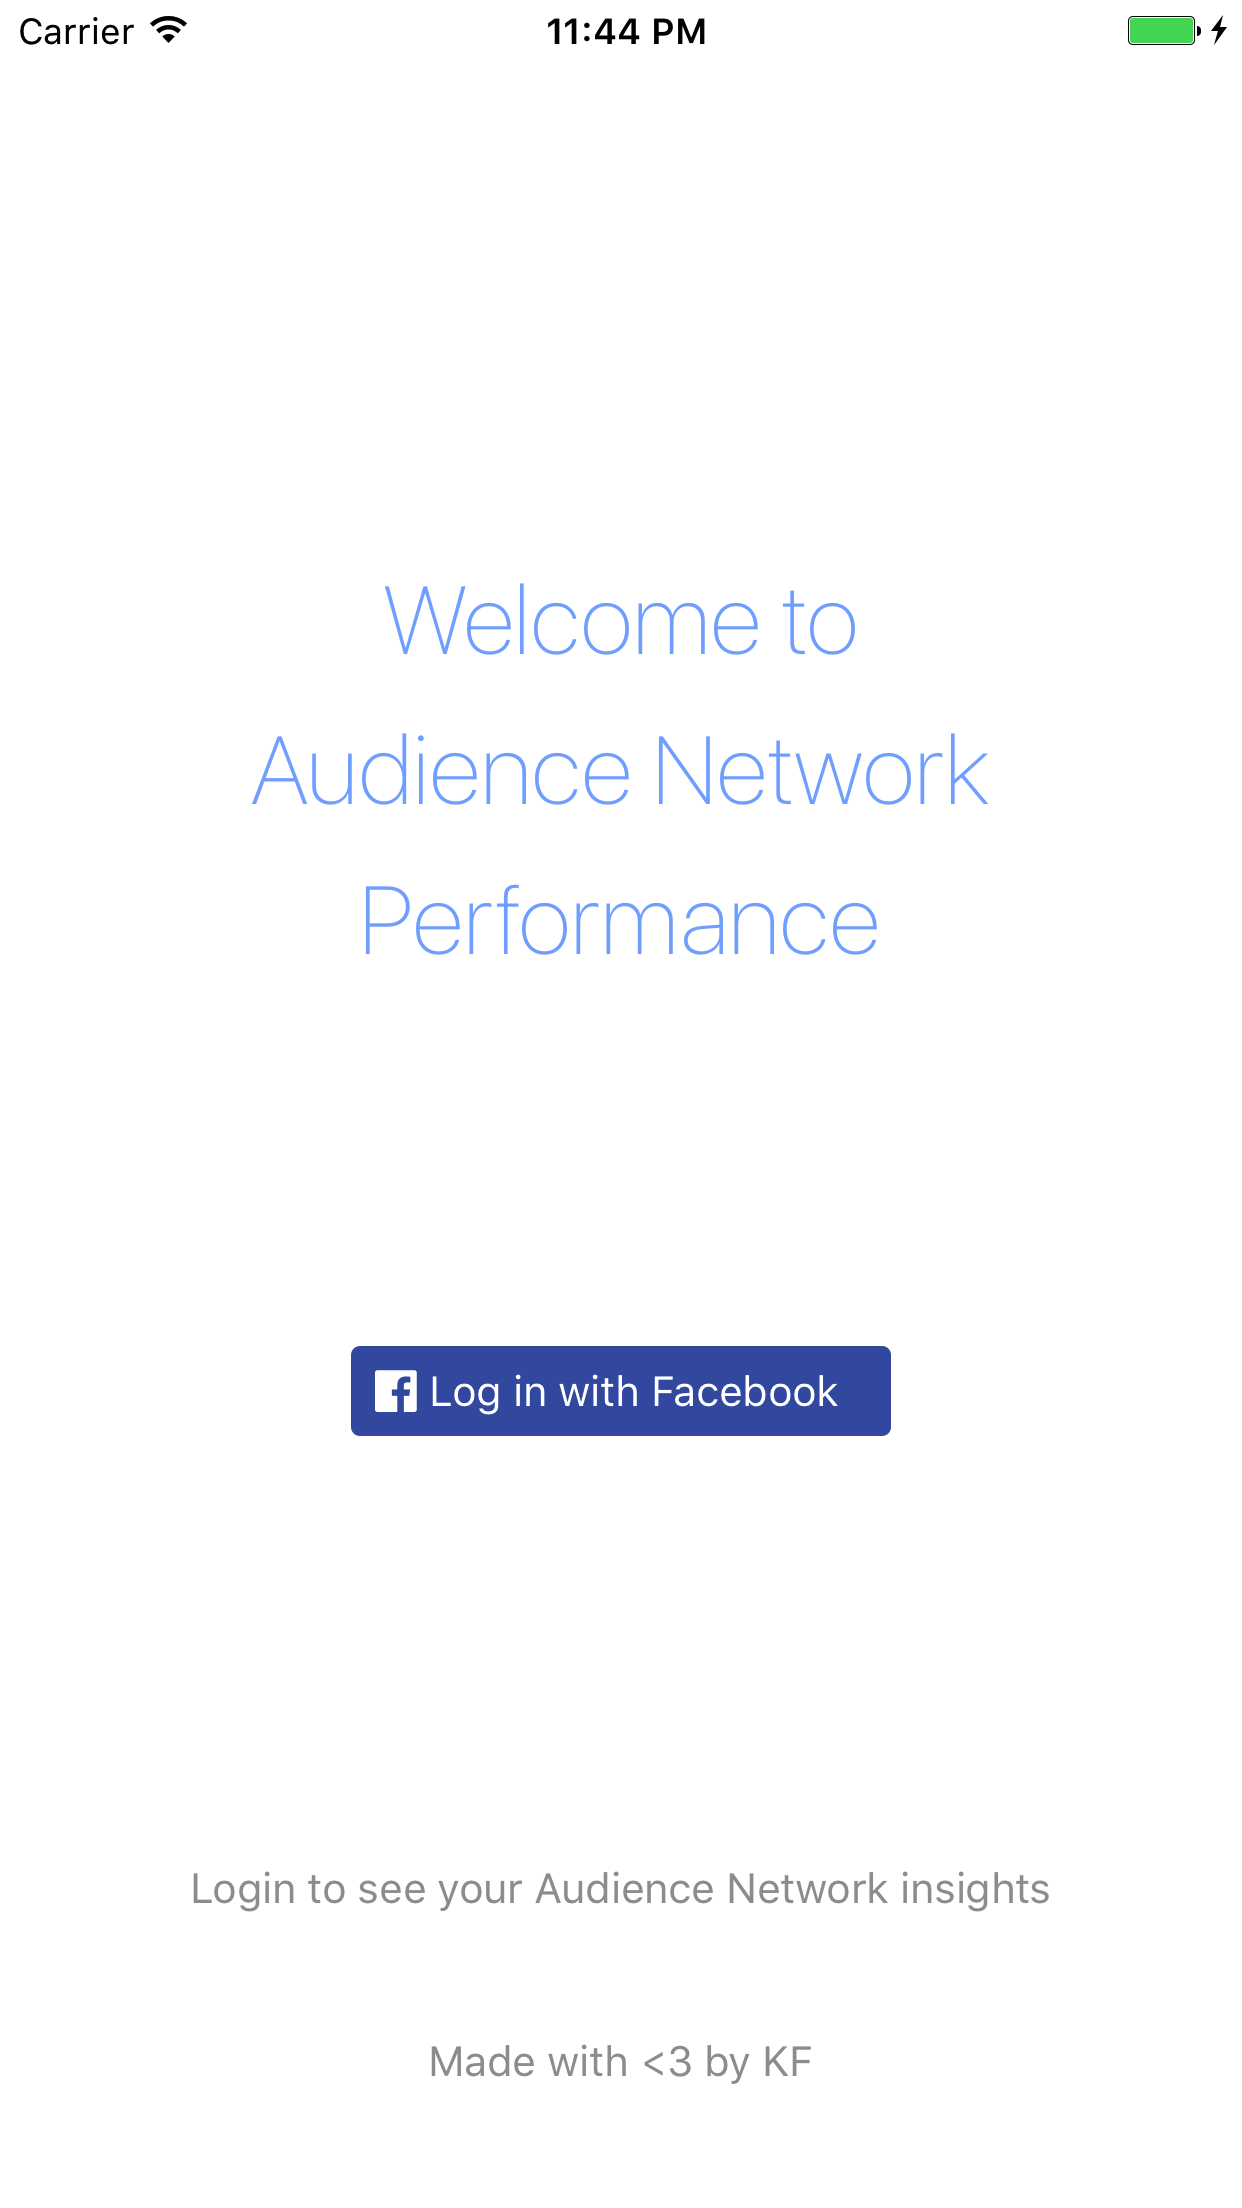 Carrier 11:44 PM
Welcome to
Audience Network
Performance
Log in with Facebook
Login to see your Audience Network insights
Made with <3 by KF